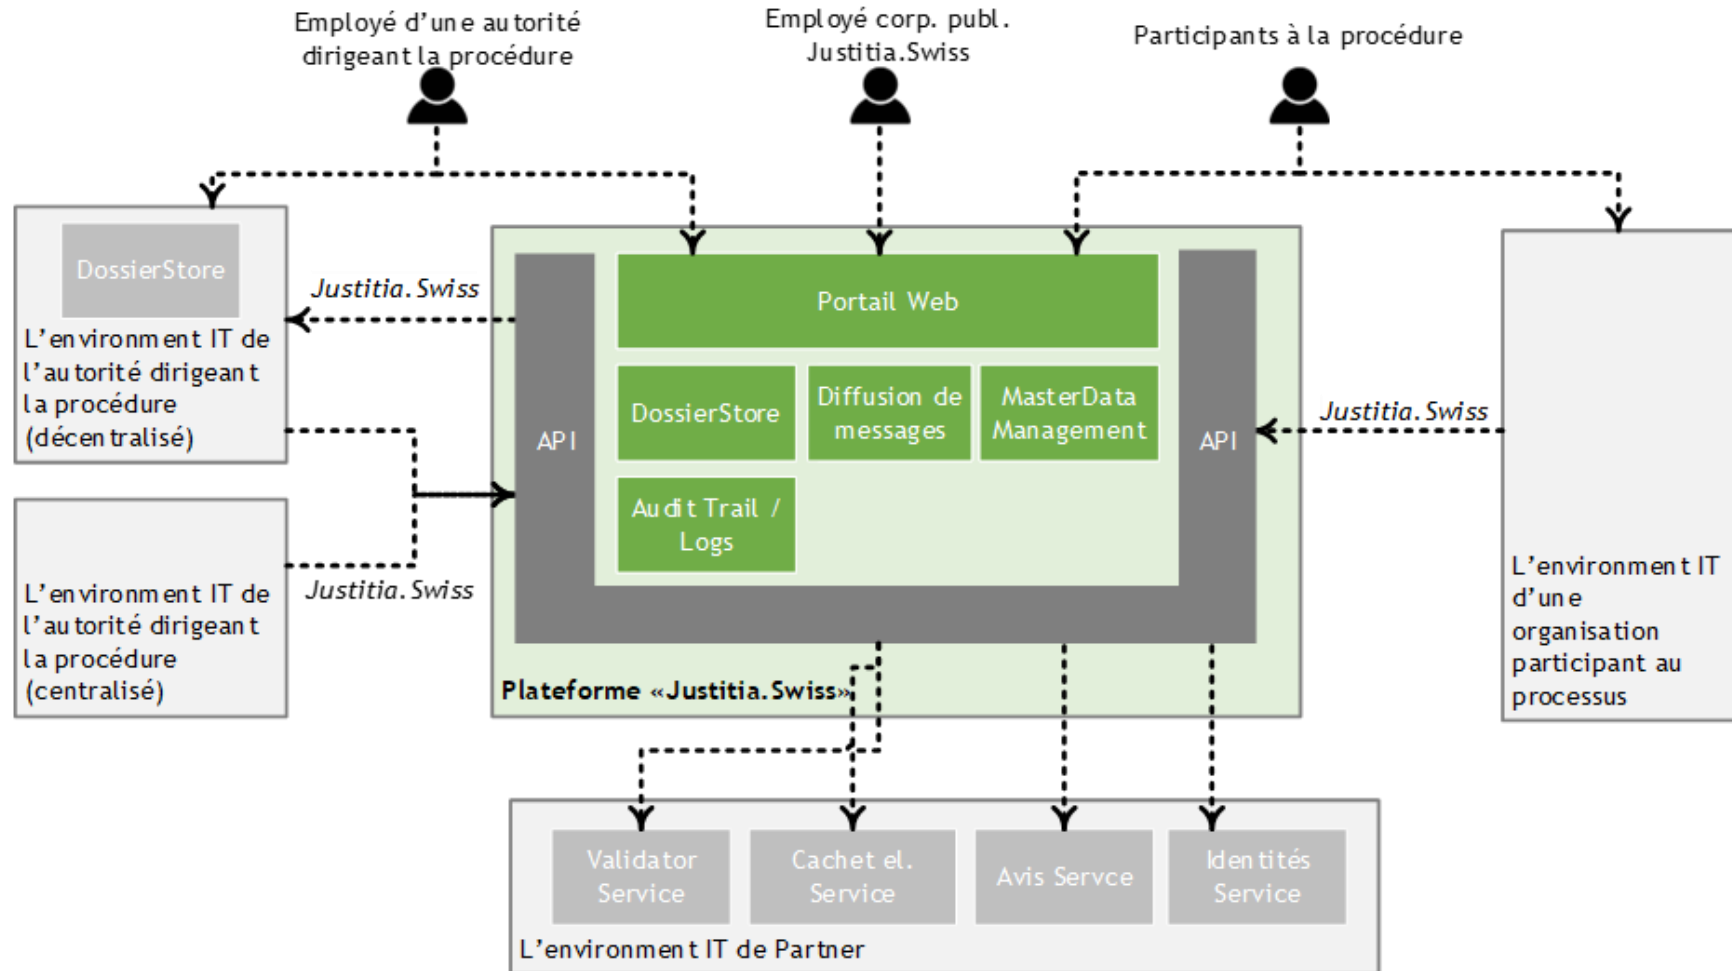 Employé d'une autorité
dirigeant la procédure
Employé corp. publ.
Justitia.Swiss
Participants à la procédure
DossierStore
L'environment IT de
l'autorité dirigeant
la procédure
(décentralisé)
Justitia.Swiss
API
Portail Web
DossierStore
Diffusion de
messages
MasterData
Management
Audit Trail /
Logs
API
Justitia.Swiss
L'environment IT de
l'autorité dirigeant
la procédure
(centralisé)
Justitia.Swiss
Plateforme «Justitia.Swiss»
L'environment IT
d'une
organisation
participant au
processus
Validator
Service
Cachet el.
Service
Avis Servce
Identités
Service
L'environment IT de Partner